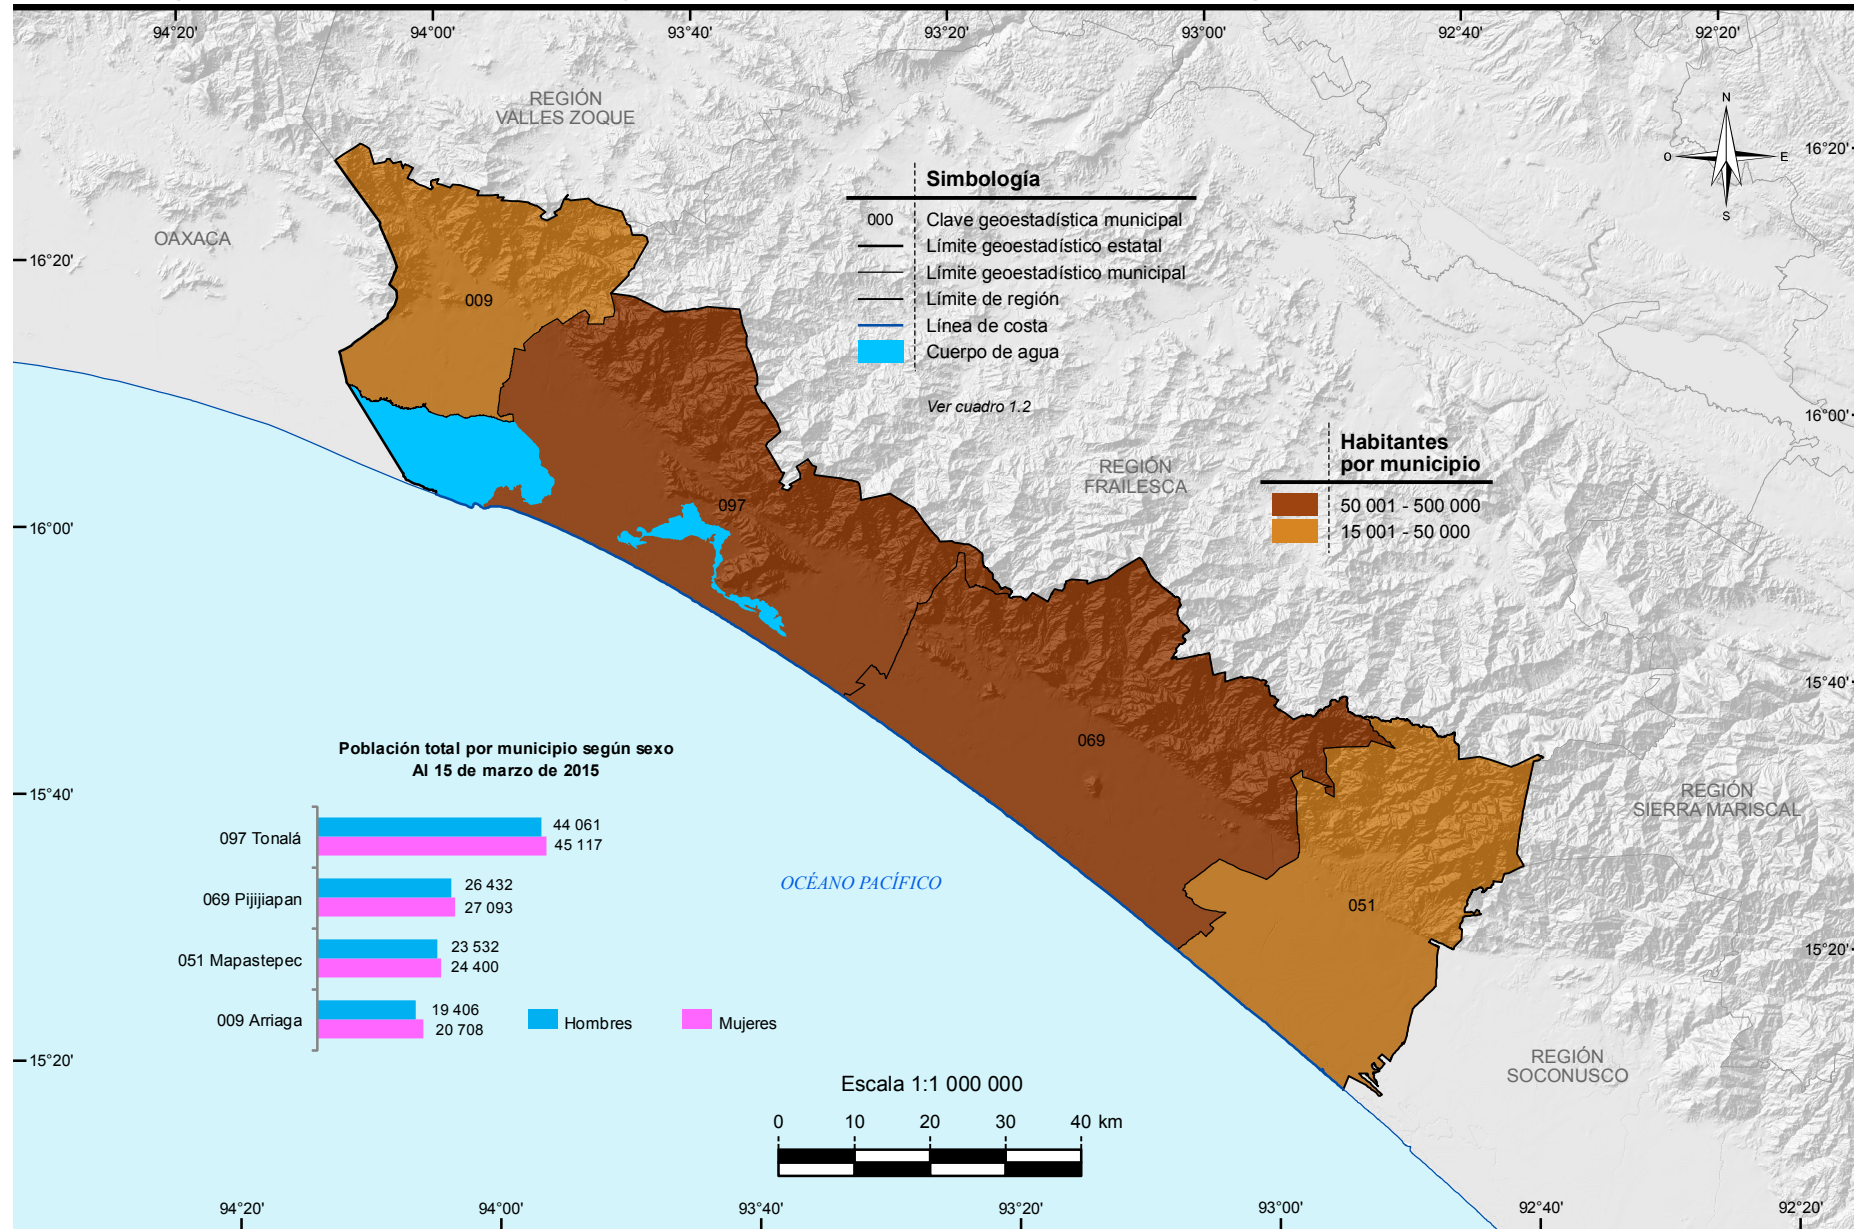 94°20'
94°00'
93°40'
93°20'
93°00'
92°40'
92°20'
REGIÓN
VALLES ZOQUE
N
O
E
S
16°20'
Simbología
000 Clave geoestadística municipal
Límite geoestadístico estatal
Límite geoestadístico municipal
Límite de región
Línea de costa
Cuerpo de agua
Ver cuadro 1.2
OAXACA
16°20'
009
16°00'
Habitantes
por municipio
50 001 - 500 000
15 001 - 50 000
REGIÓN
FRAILESCA
097
16°00'
15°40'
069
Población total por municipio según sexo
Al 15 de marzo de 2015
15°40'
REGIÓN
SIERRA MARISCAL
097 Tonalá
44 061
45 117
069 Pijijiapan
26 432
27 093
051 Mapastepec
23 532
24 400
009 Arriaga
19 406
20 708
Hombres
Mujeres
OCÉANO PACÍFICO
051
15°20'
15°20'
REGIÓN
SOCONUSCO
Escala 1:1 000 000
0 10 20 30 40 km
94°20'
94°00'
93°40'
93°20'
93°00'
92°40'
92°20'